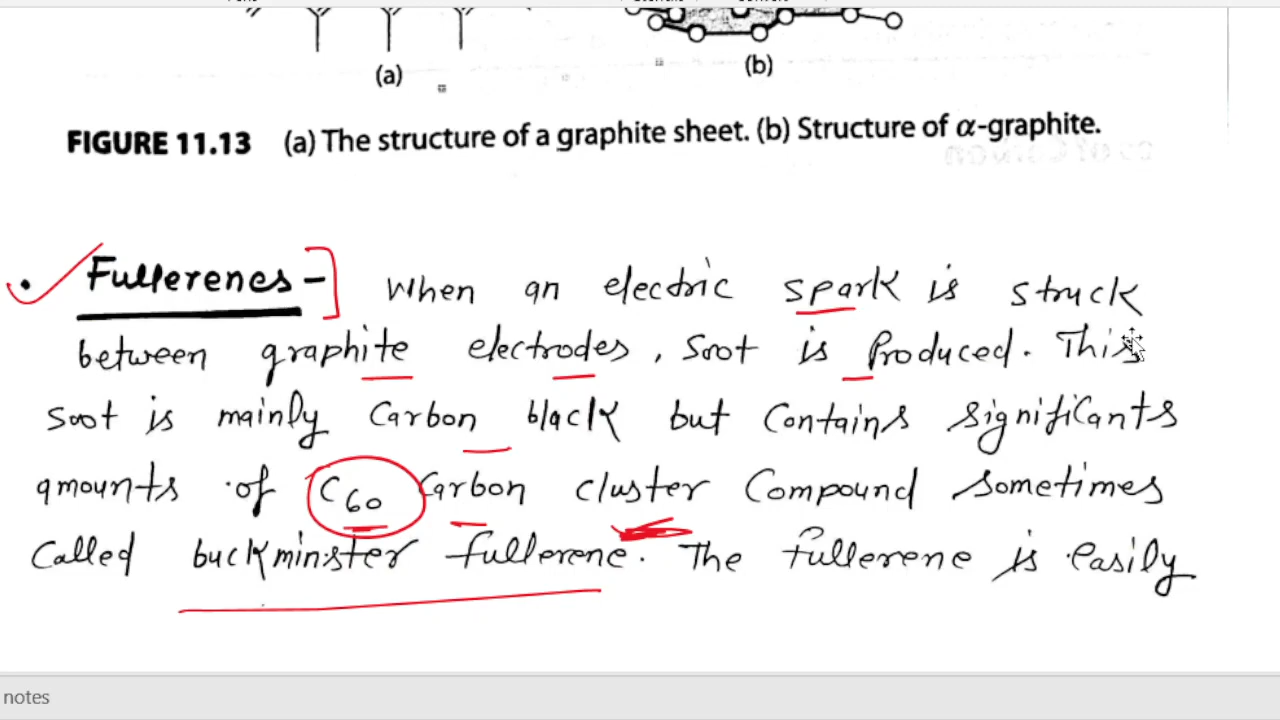 (a)
(b)
FIGURE 11.13 (a) The structure of a graphite sheet. (b) Structure of α-graphite.
• Fullerenes - When an electric spark is struck
between graphite electrodes, Soot is Produced. This
Soot is mainly Carbon black but Contains significants
amounts of C60 Carbon cluster Compound sometimes
Called buckminister fullerene. The fullerene is easily
notes